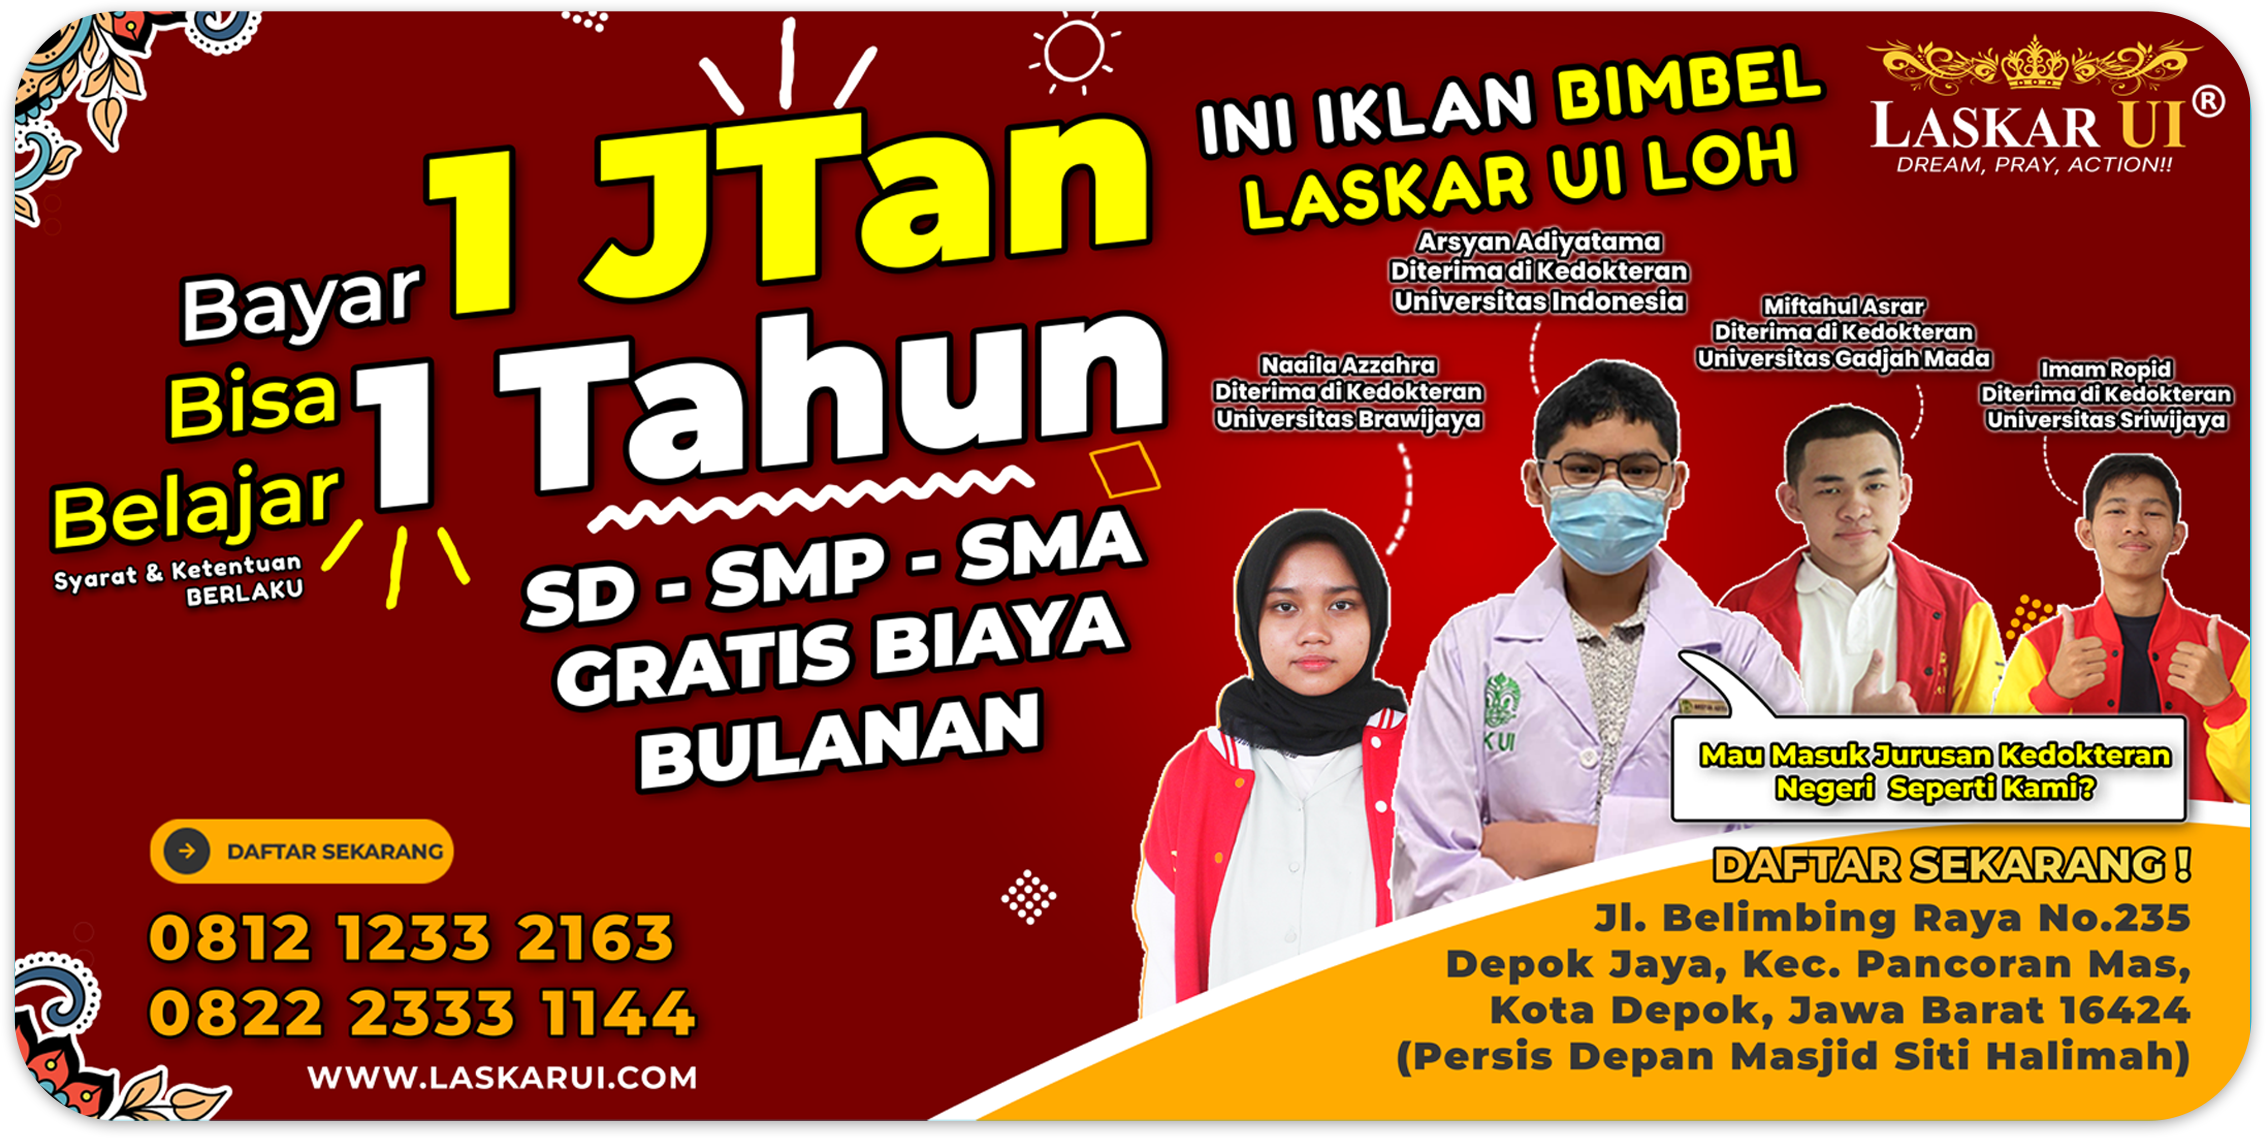 Bayar 1 JTan
Bisa
Belajar 1 Tahun
Syarat & Ketentuan
BERLAKU
SD - SMP - SMA
GRATIS BIAYA
BULANAN
DAFTAR SEKARANG
0812 1233 2163
0822 2333 1144
WWW.LASKARUI.COM
INI IKLAN BIMBEL
LASKAR UI LOH
LASKAR UI®
DREAM, PRAY, ACTION!!
Arsyan Adiyatama
Diterima di Kedokteran
Universitas Indonesia
Miftahul Asrar
Diterima di Kedokteran
Universitas Gadjah Mada
Naaila Azzahra
Diterima di Kedokteran
Universitas Brawijaya
Imam Ropid
Diterima di Kedokteran
Universitas Sriwijaya
K UI
Mau Masuk Jurusan Kedokteran
Negeri Seperti Kami?
DAFTAR SEKARANG !
Jl. Belimbing Raya No.235
Depok Jaya, Kec. Pancoran Mas,
Kota Depok, Jawa Barat 16424
(Persis Depan Masjid Siti Halimah)